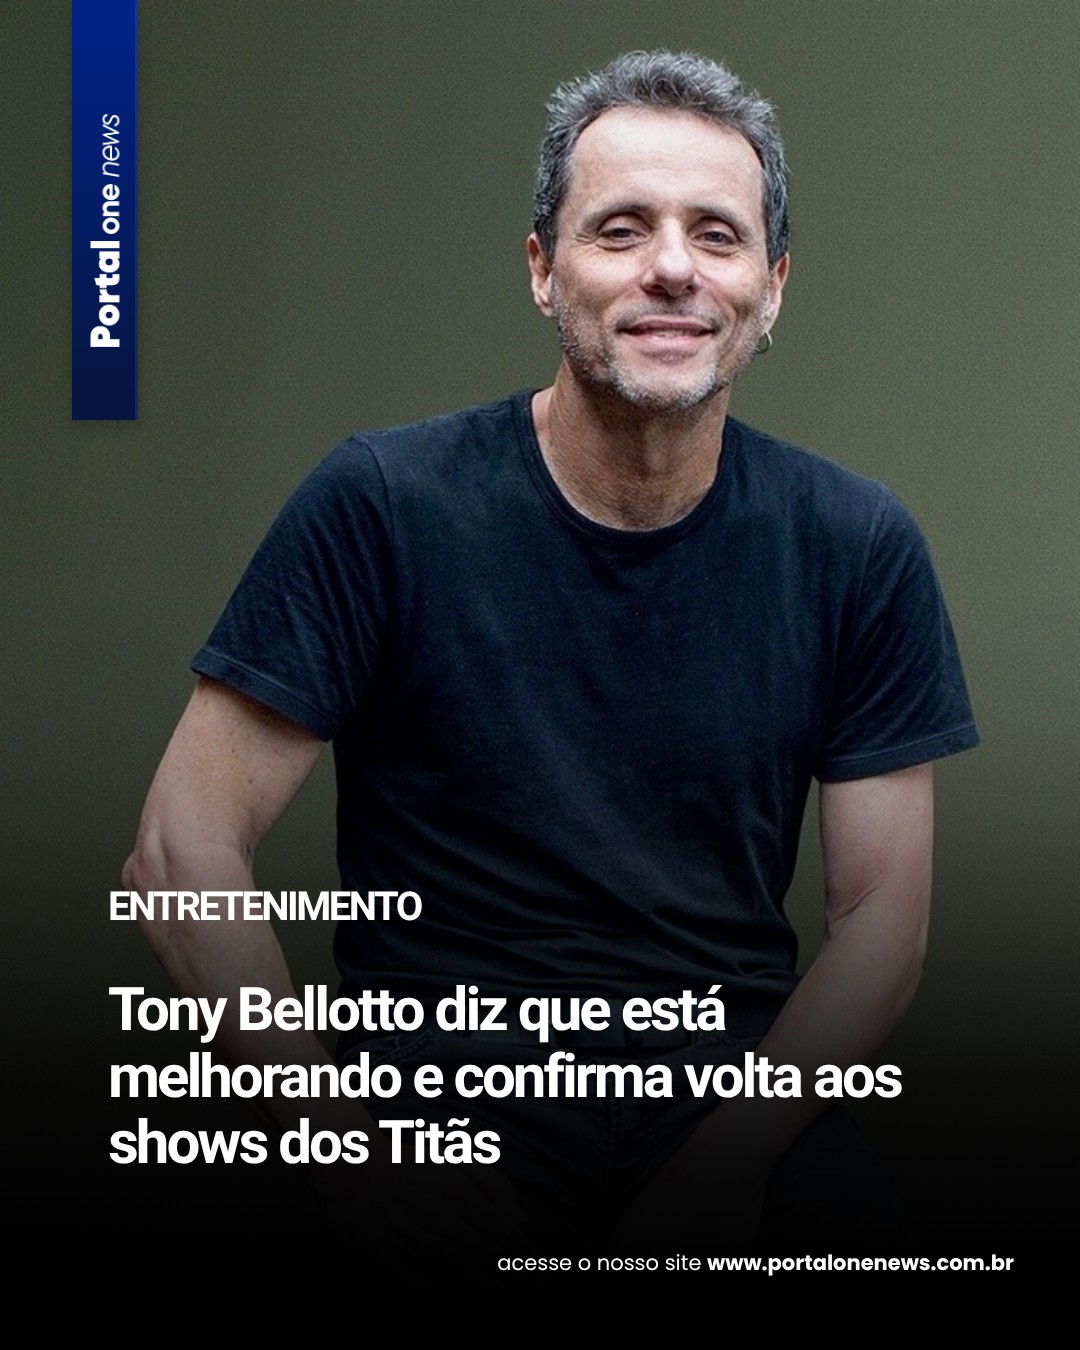 Portal one news
ENTRETENIMENTO
Tony Bellotto diz que está
melhorando e confirma volta aos
shows dos Titãs
acesse o nosso site www.portalonenews.com.br